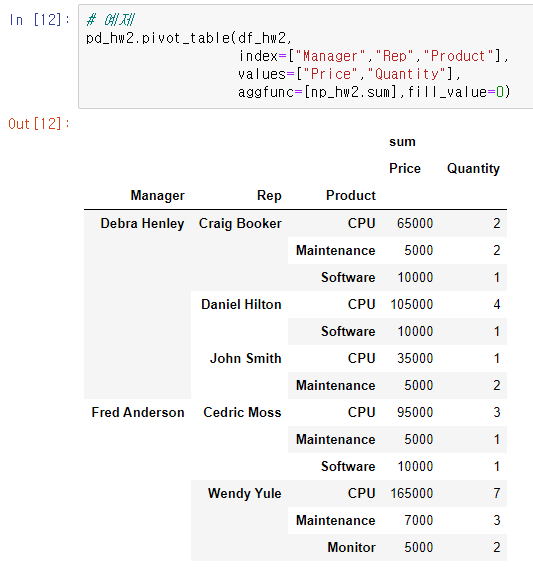 In [12]: # 예제
pd_hw2.pivot_table(df_hw2,
index=["Manager","Rep","Product"],
values=["Price","Quantity"],
aggfunc=[np_hw2.sum],fill_value=0)
Out[12]:
sum
Price Quantity
Manager Rep Product
Debra Henley Craig Booker CPU 65000 2
Maintenance 5000 2
Software 10000 1
Daniel Hilton CPU 105000 4
Software 10000 1
John Smith CPU 35000 1
Maintenance 5000 2
Fred Anderson Cedric Moss CPU 95000 3
Maintenance 5000 1
Software 10000 1
Wendy Yule CPU 165000 7
Maintenance 7000 3
Monitor 5000 2